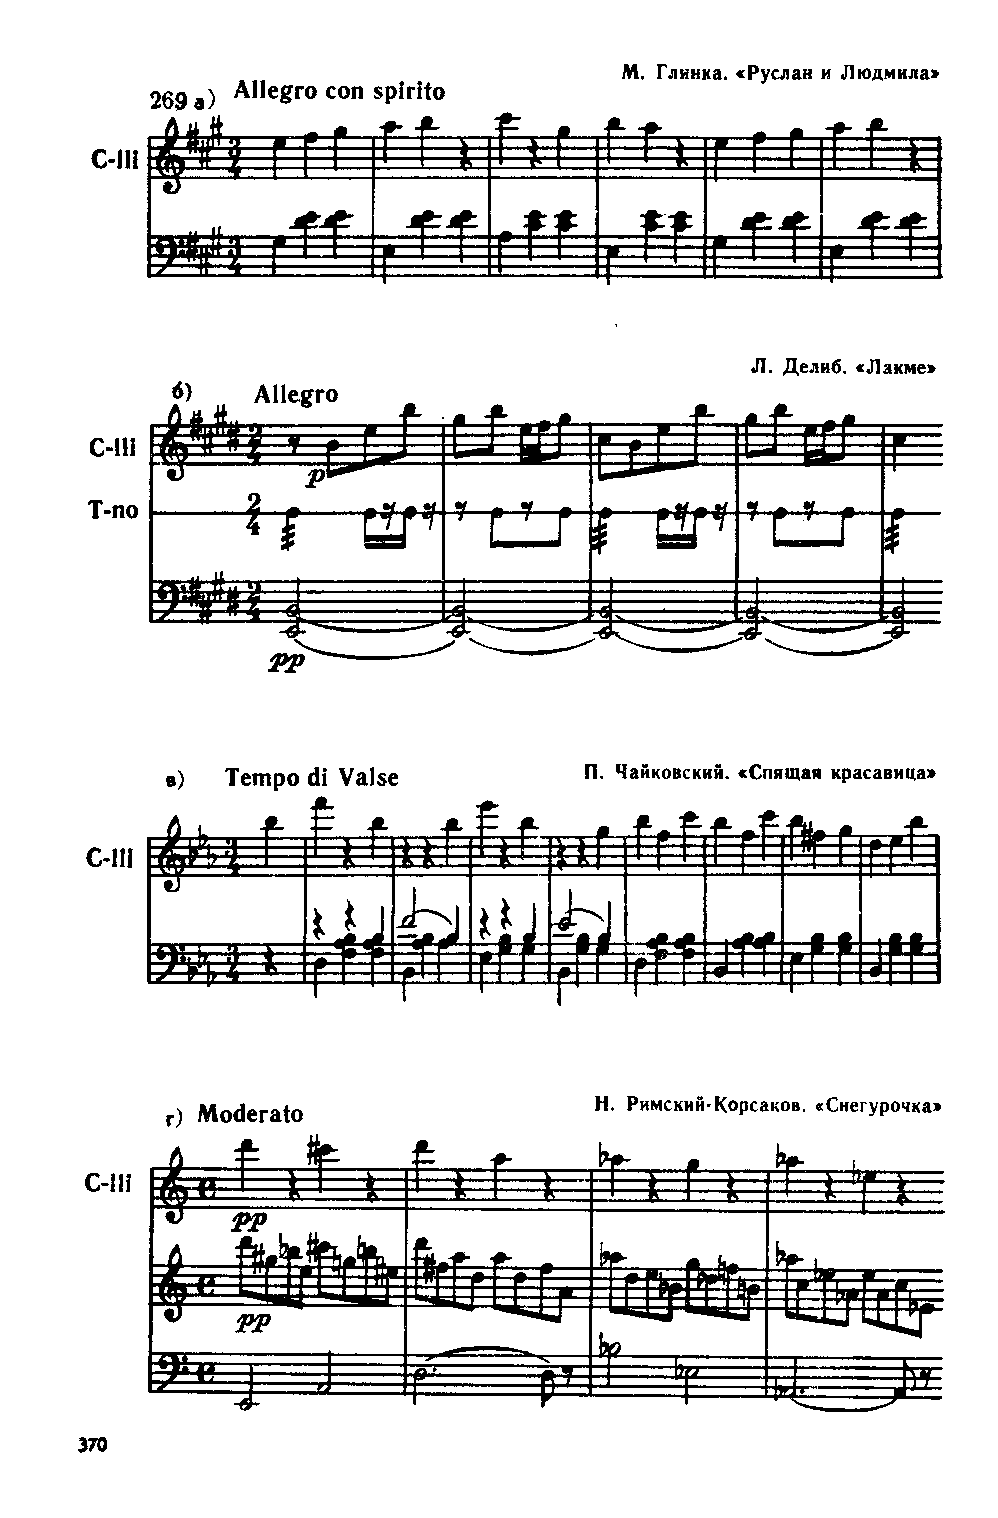 М. Глинка. «Руслан и Людмила»
269 а) Allegro con spirito
C-lli
Л. Делиб. «Лакме»
б) Allegro
C-lli
p
T-no
pp
П. Чайковский. «Спящая красавица»
в) Tempo di Valse
C-lli
Н. Римский-Корсаков. «Снегурочка»
г) Moderato
C-lli
pp
pp
370